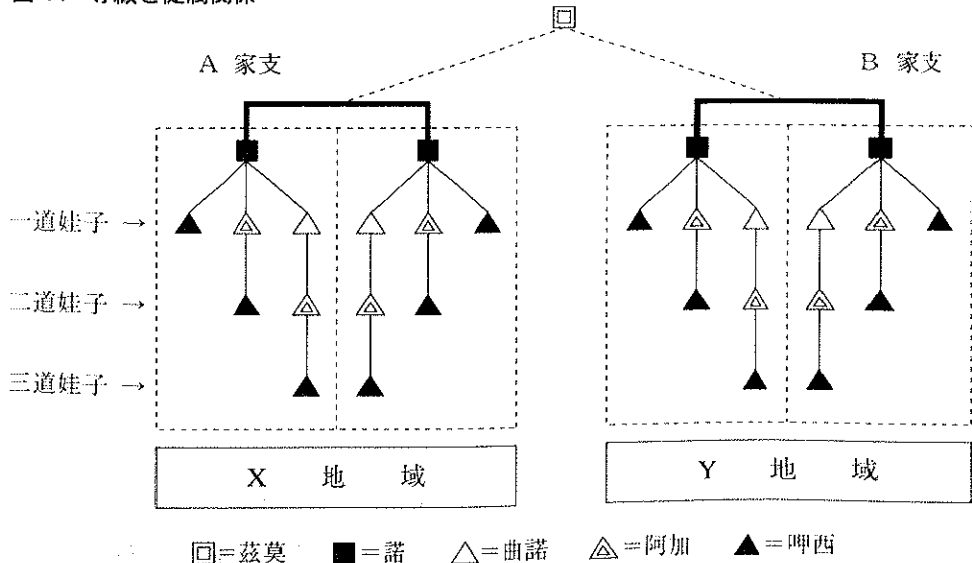 A 家支
B 家支
一道娃子 →
二道娃子 →
三道娃子 →
X 地域
Y 地域
回=茲莫 ■=諾 △=曲諾 =阿加 ▲=呷西